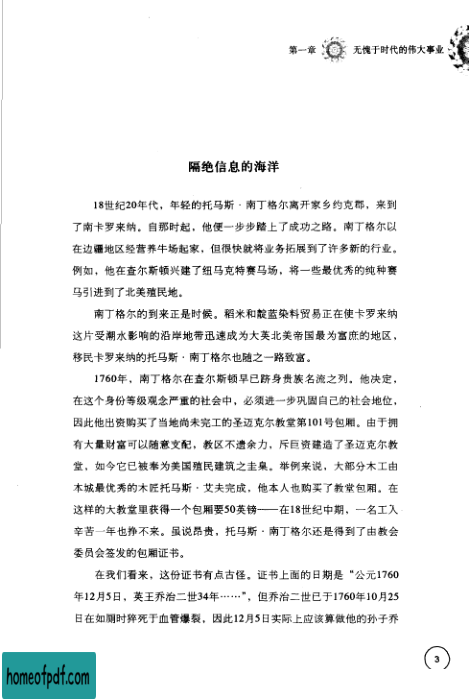 第一章 无愧于时代的伟大事业
隔绝信息的海洋
18世纪20年代，年轻的托马斯·南丁格尔离开家乡约克郡，来到
了南卡罗来纳。自那时起，他便一步步踏上了成功之路。南丁格尔以
在边疆地区经营养牛场起家，但很快就将业务拓展到了许多新的行业。
例如，他在查尔斯顿兴建了纽马克特赛马场，将一些最优秀的纯种赛
马引进到了北美殖民地。
南丁格尔的到来正是时候。稻米和靛蓝染料贸易正在使卡罗来纳
这片受潮水影响的沿岸地带迅速成为大英北美帝国最为富庶的地区，
移民卡罗来纳的托马斯·南丁格尔也随之一路致富。
1760年，南丁格尔在查尔斯顿早已跻身贵族名流之列。他决定，
在这个身份等级观念严重的社会中，必须进一步巩固自己的社会地位，
因此他出资购买了当地尚未完工的圣迈克尔教堂第101号包厢。由于拥
有大量财富可以随意支配，教区不遗余力，斥巨资建造了圣迈克尔教
堂，如今它已被奉为美国殖民建筑之圭臬。举例来说，大部分木工由
本城最优秀的木匠托马斯·艾夫完成，他本人也购买了教堂包厢。在
这样的大教堂里获得一个包厢要50英镑——在18世纪中期，一名工人
辛苦一年也挣不来。虽说昂贵，托马斯·南丁格尔还是得到了由教会
委员会签发的包厢证书。
在我们看来，这份证书有点古怪。证书上面的日期是“公元1760
年12月5日，英王乔治二世34年……”，但乔治二世已于1760年10月25
日在如厕时猝死于血管爆裂，因此12月5日实际上应该算做他的孙子乔
3
homeofpdf.com